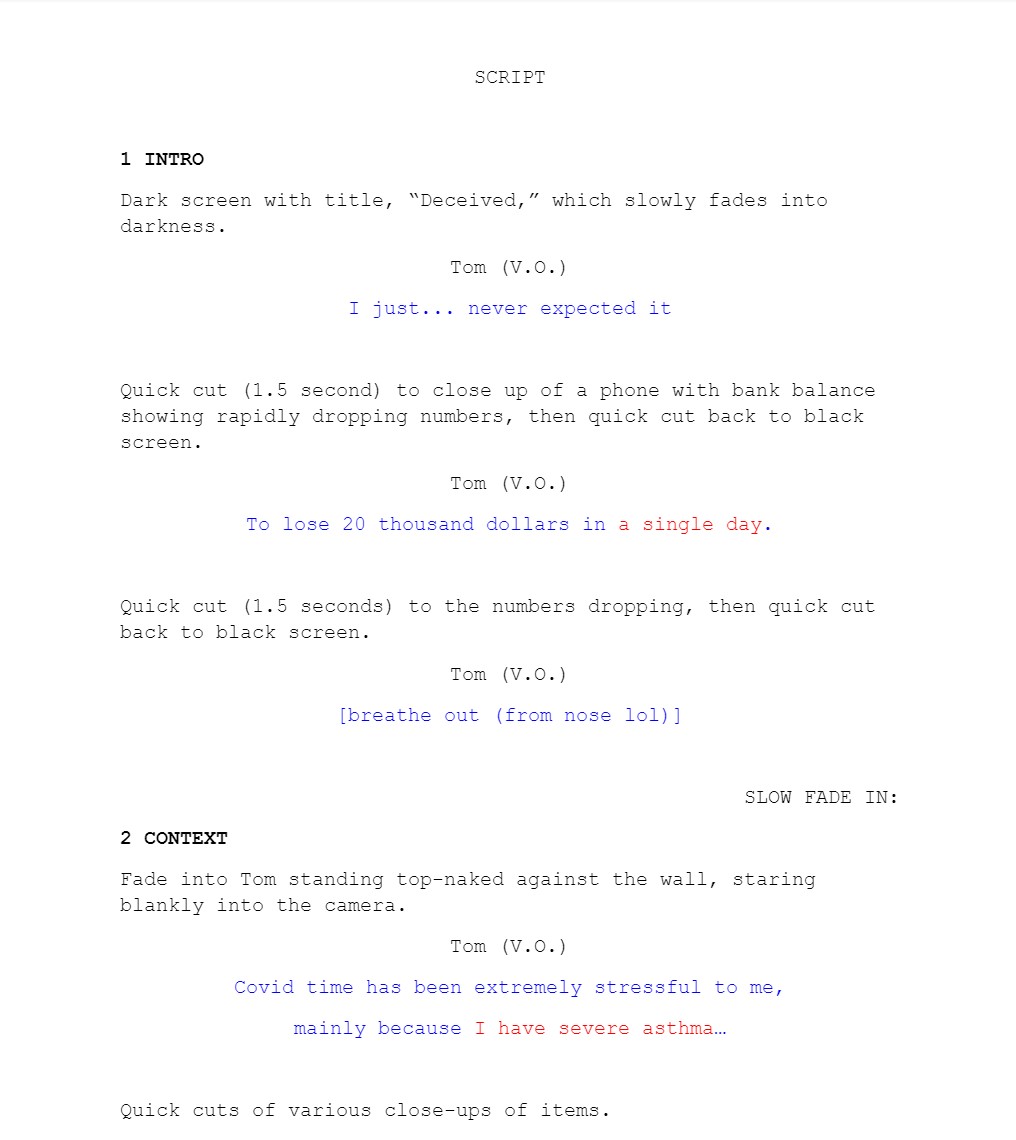 SCRIPT
1 INTRO
Dark screen with title, “Deceived,” which slowly fades into
darkness.
Tom (V.O.)
I just... never expected it
Quick cut (1.5 second) to close up of a phone with bank balance
showing rapidly dropping numbers, then quick cut back to black
screen.
Tom (V.O.)
To lose 20 thousand dollars in a single day.
Quick cut (1.5 seconds) to the numbers dropping, then quick cut
back to black screen.
Tom (V.O.)
[breathe out (from nose lol)]
SLOW FADE IN:
2 CONTEXT
Fade into Tom standing top-naked against the wall, staring
blankly into the camera.
Tom (V.O.)
Covid time has been extremely stressful to me,
mainly because I have severe asthma…
Quick cuts of various close-ups of items.